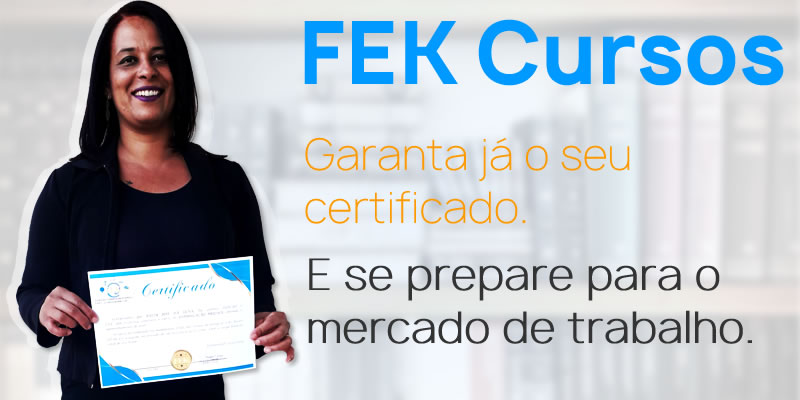 FEK Cursos
Garanta já o seu
certificado.
E se prepare para o
mercado de trabalho.
Certificado